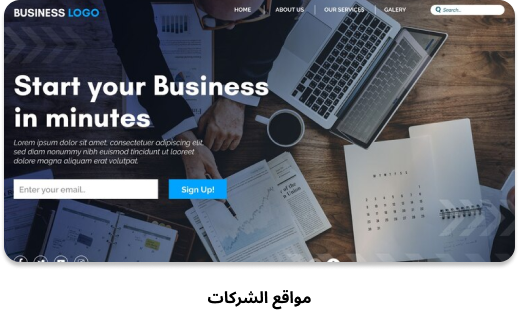 BUSINESS LOGO
HOME
ABOUT US
OUR SERVICES
GALERY
Search..
Start your Business
in minutes
Lorem ipsum dolor sit amet, consectetuer adipiscing elit,
sed diam nonummy nibh euismod tincidunt ut laoreet
dolore magna aliquam erat volutpat.
Enter your email..
Sign Up!
WINTER
مواقع الشركات